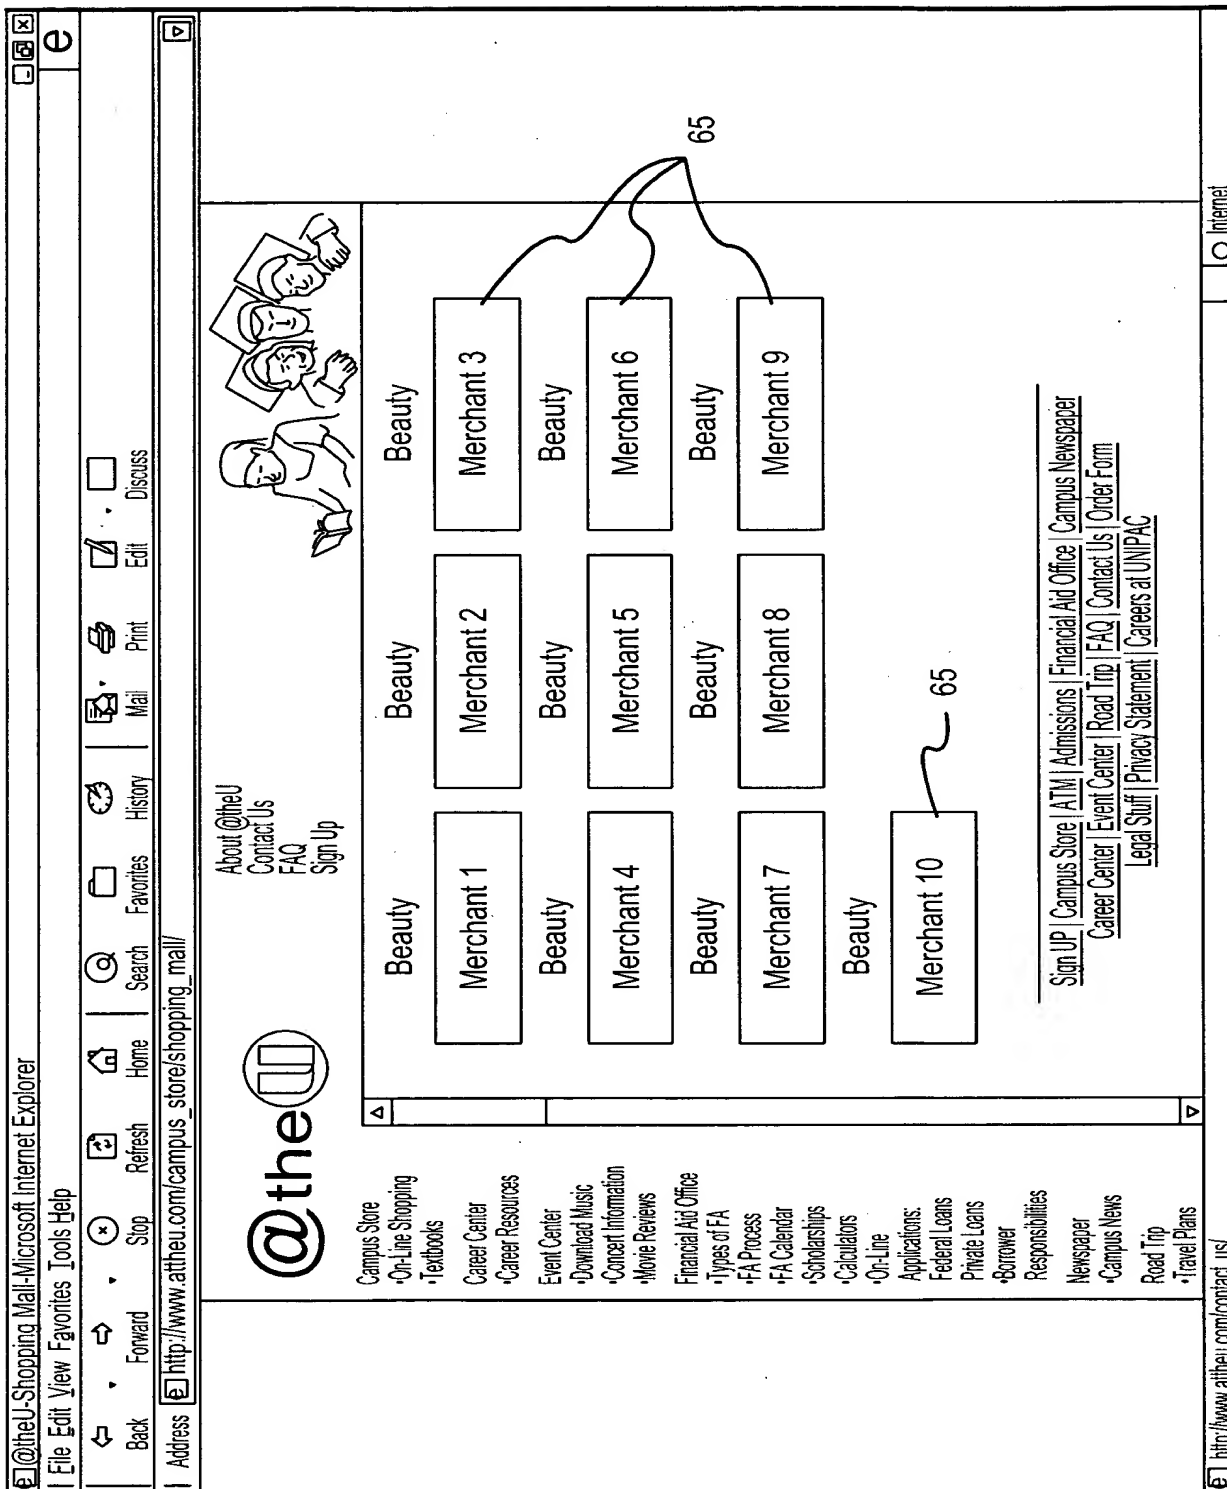 @theU-Shopping Mall-Microsoft Internet Explorer
File Edit View Favorites Tools Help
Back Forward Stop Refresh Home Search Favorites History Mail Print Edit Discuss
Address http://www.attheu.com/campus_store/shopping_mall/
@the U
About @theU
Contact Us
FAQ
Sign Up
Campus Store
•On-Line Shopping
•Textbooks
Career Center
•Career Resources
Event Center
•Download Music
•Concert Information
•Movie Reviews
Financial Aid Office
•Types of FA
•FA Process
•FA Calendar
•Scholarships
•Calculators
•On-Line
Applications:
Federal Loans
Private Loans
•Borrower
Responsibilities
Newspaper
•Campus News
Road Trip
•Travel Plans
Beauty Beauty Beauty
Merchant 1 Merchant 2 Merchant 3
Beauty Beauty Beauty
Merchant 4 Merchant 5 Merchant 6
Beauty Beauty Beauty
Merchant 7 Merchant 8 Merchant 9
65
Beauty
Merchant 10
65
Sign UP | Campus Store | ATM | Admissions | Financial Aid Office | Campus Newspaper
Career Center | Event Center | Road Trip | FAQ | Contact Us | Order Form
Legal Stuff | Privacy Statement | Careers at UNIPAC
http://www.attheu.com/contact_us/
Internet